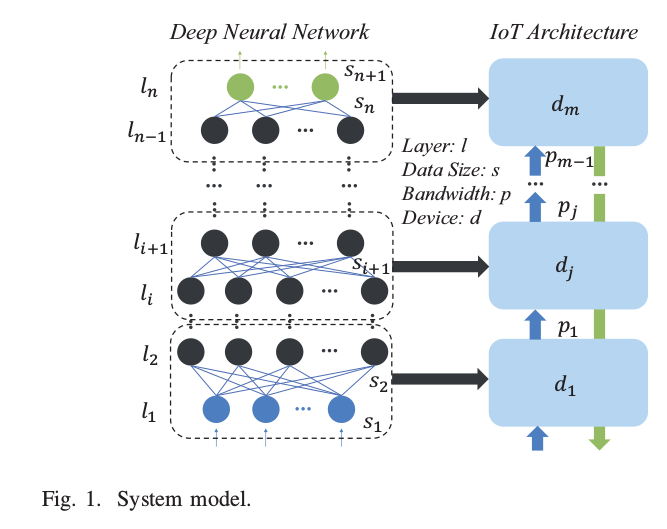 Deep Neural Network
IoT Architecture
l_n
s_{n+1}
s_n
l_{n-1}
d_m
Layer: l
Data Size: s
Bandwidth: p
Device: d
p_{m-1}
p_j
l_{i+1}
s_{i+1}
l_i
d_j
p_1
l_2
s_2
l_1
s_1
d_1
Fig. 1. System model.